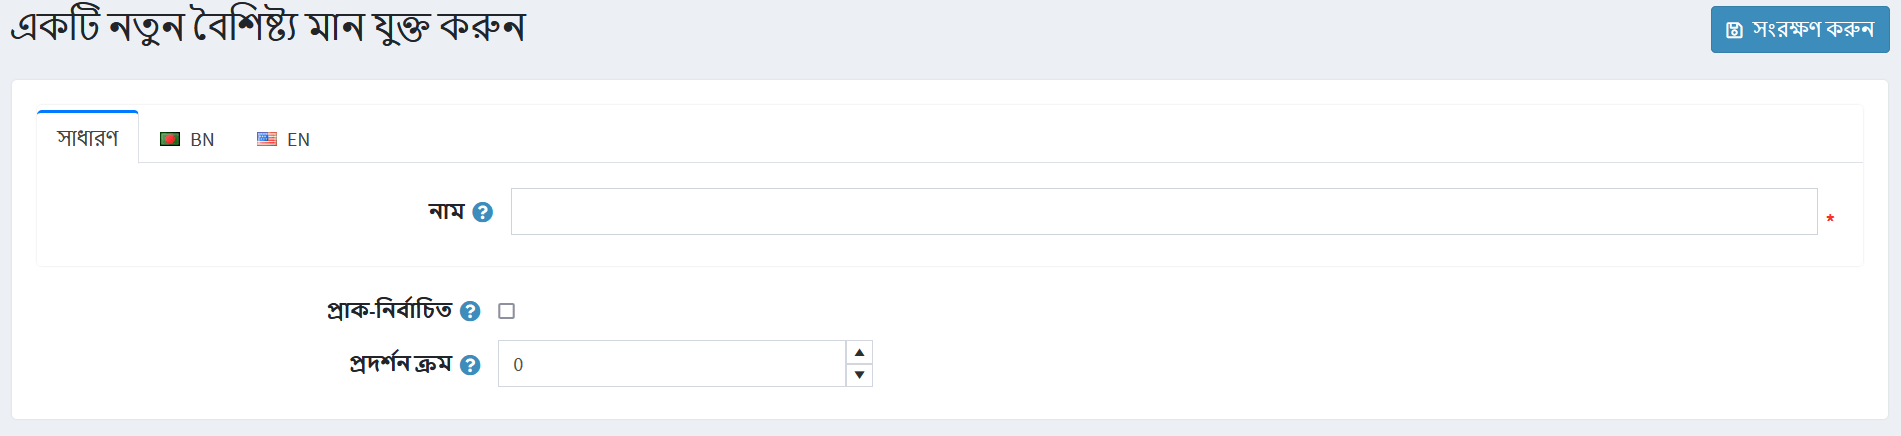 একটি নতুন বৈশিষ্ট্য মান যুক্ত করুন
সংরক্ষণ করুন
সাধারণ BN EN
নাম *
প্রাক-নির্বাচিত
প্রদর্শন ক্রম 0